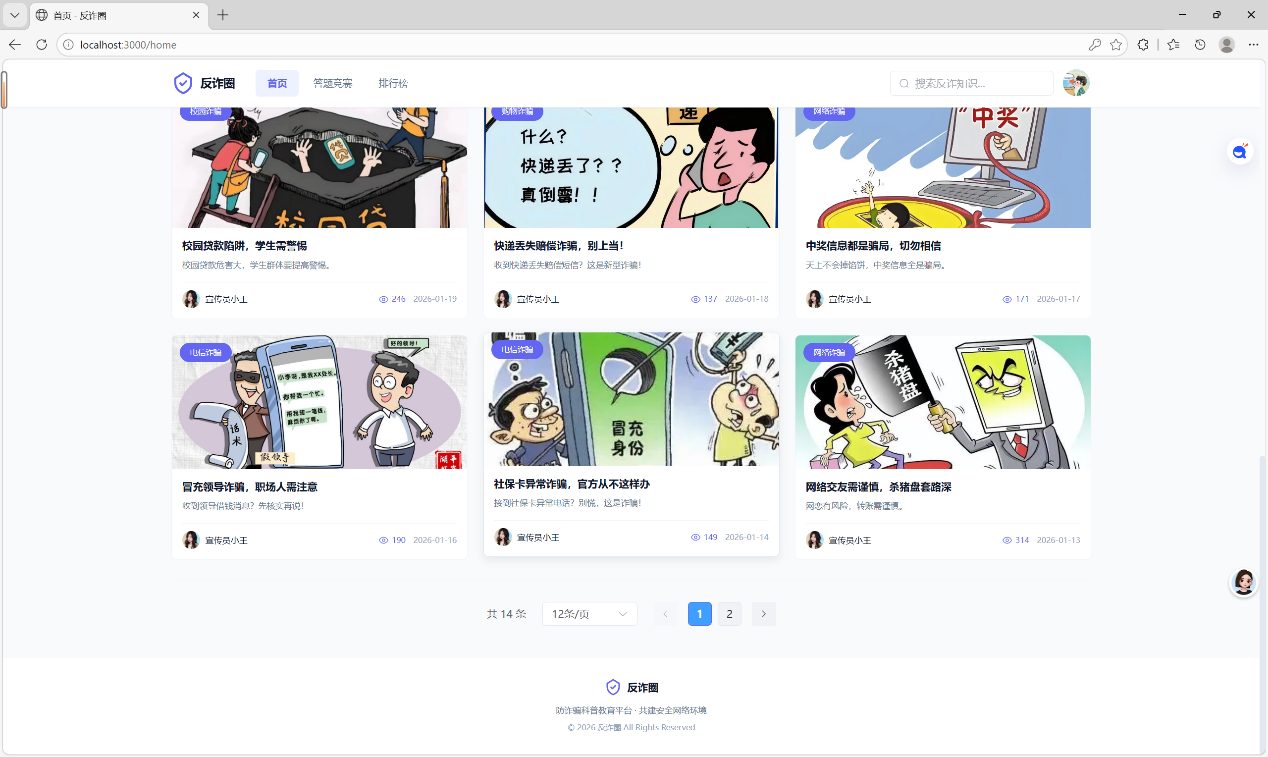 首页 - 反诈圈
localhost:3000/home
反诈圈
首页
答题竞赛
排行榜
搜索反诈知识...
校园诈骗
购物诈骗
网络诈骗
校园贷
什么？
快递丢了？？
真倒霉！！
递
“中奖”
校园贷款陷阱，学生需警惕
校园贷款危害大，学生群体要提高警惕。
宣传员小王
246
2026-01-19
快递丢失赔偿诈骗，别上当！
收到快递丢失赔偿短信？这是新型诈骗！
宣传员小王
137
2026-01-18
中奖信息都是骗局，切勿相信
天上不会掉馅饼，中奖信息全是骗局。
宣传员小王
171
2026-01-17
电信诈骗
好的领导！
小李呀，是我XX处长。
你帮我一个忙。
话术
电信诈骗
冒充
身份
网络诈骗
杀猪盘
冒充领导诈骗，职场人需注意
收到领导借钱消息？先核实再说！
宣传员小王
190
2026-01-16
社保卡异常诈骗，官方从不这样办
接到社保卡异常电话？别慌，这是诈骗！
宣传员小王
149
2026-01-14
网络交友需谨慎，杀猪盘套路深
网恋有风险，转账需谨慎。
宣传员小王
314
2026-01-13
共 14 条
12条/页
1
2
反诈圈
防诈骗科普教育平台 · 共建安全网络环境
© 2026 反诈圈 All Rights Reserved